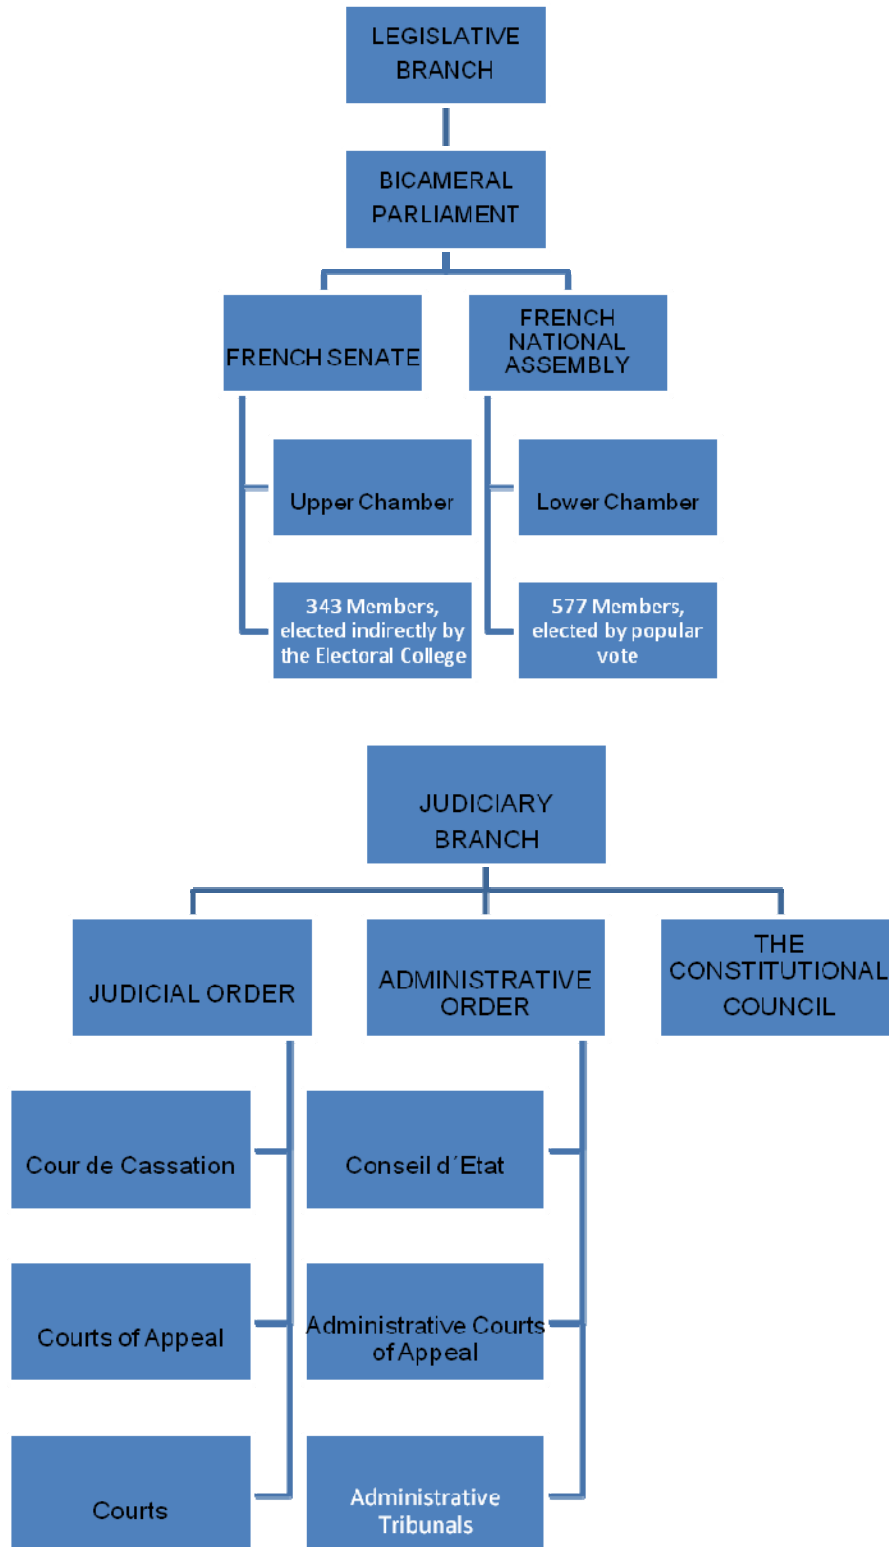 LEGISLATIVE
BRANCH
BICAMERAL
PARLIAMENT
FRENCH SENATE
FRENCH
NATIONAL
ASSEMBLY
Upper Chamber
Lower Chamber
343 Members,
elected indirectly by
the Electoral College
577 Members,
elected by popular
vote
JUDICIARY
BRANCH
JUDICIAL ORDER
ADMINISTRATIVE
ORDER
THE
CONSTITUTIONAL
COUNCIL
Cour de Cassation
Conseil d´Etat
Courts of Appeal
Administrative Courts
of Appeal
Courts
Administrative
Tribunals